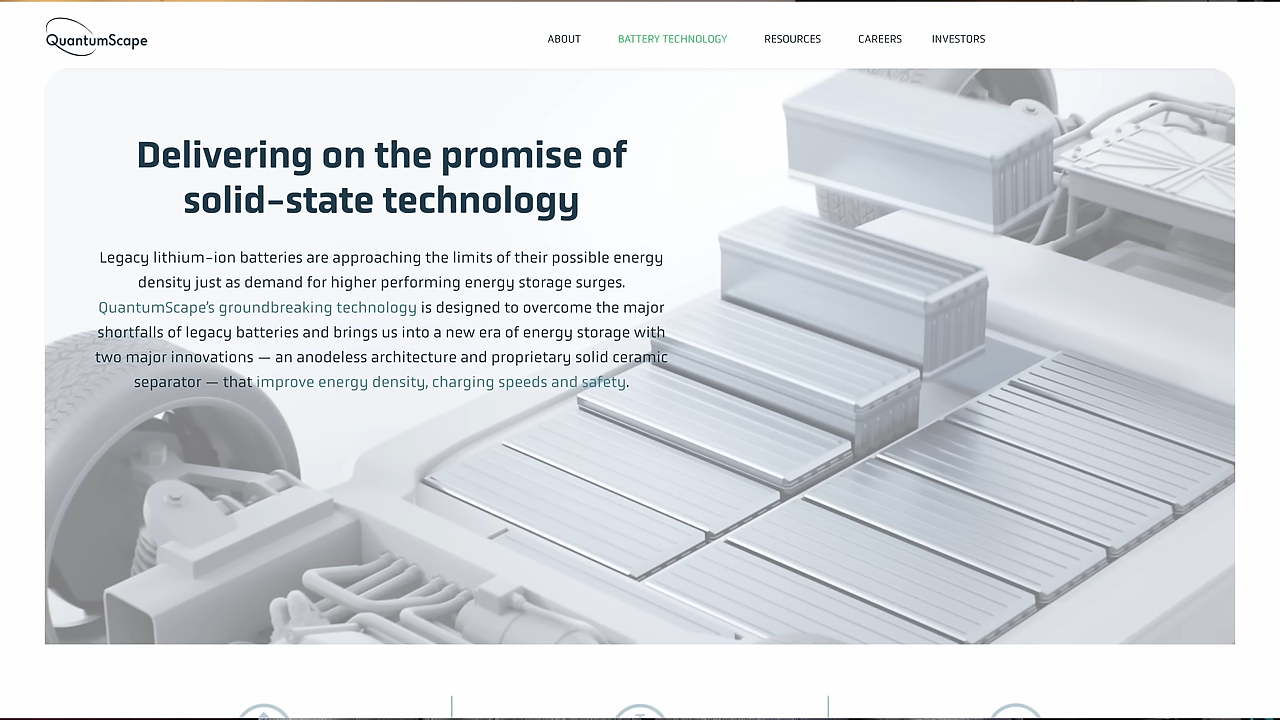 QuantumScape
ABOUT
BATTERY TECHNOLOGY
RESOURCES
CAREERS
INVESTORS
Delivering on the promise of
solid-state technology
Legacy lithium-ion batteries are approaching the limits of their possible energy
density just as demand for higher performing energy storage surges.
QuantumScape's groundbreaking technology is designed to overcome the major
shortfalls of legacy batteries and brings us into a new era of energy storage with
two major innovations — an anodeless architecture and proprietary solid ceramic
separator — that improve energy density, charging speeds and safety.